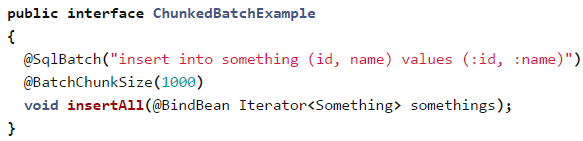 public interface ChunkedBatchExample
{
  @SqlBatch("insert into something (id, name) values (:id, :name)")
  @BatchChunkSize(1000)
  void insertAll(@BindBean Iterator<Something> somethings);
}